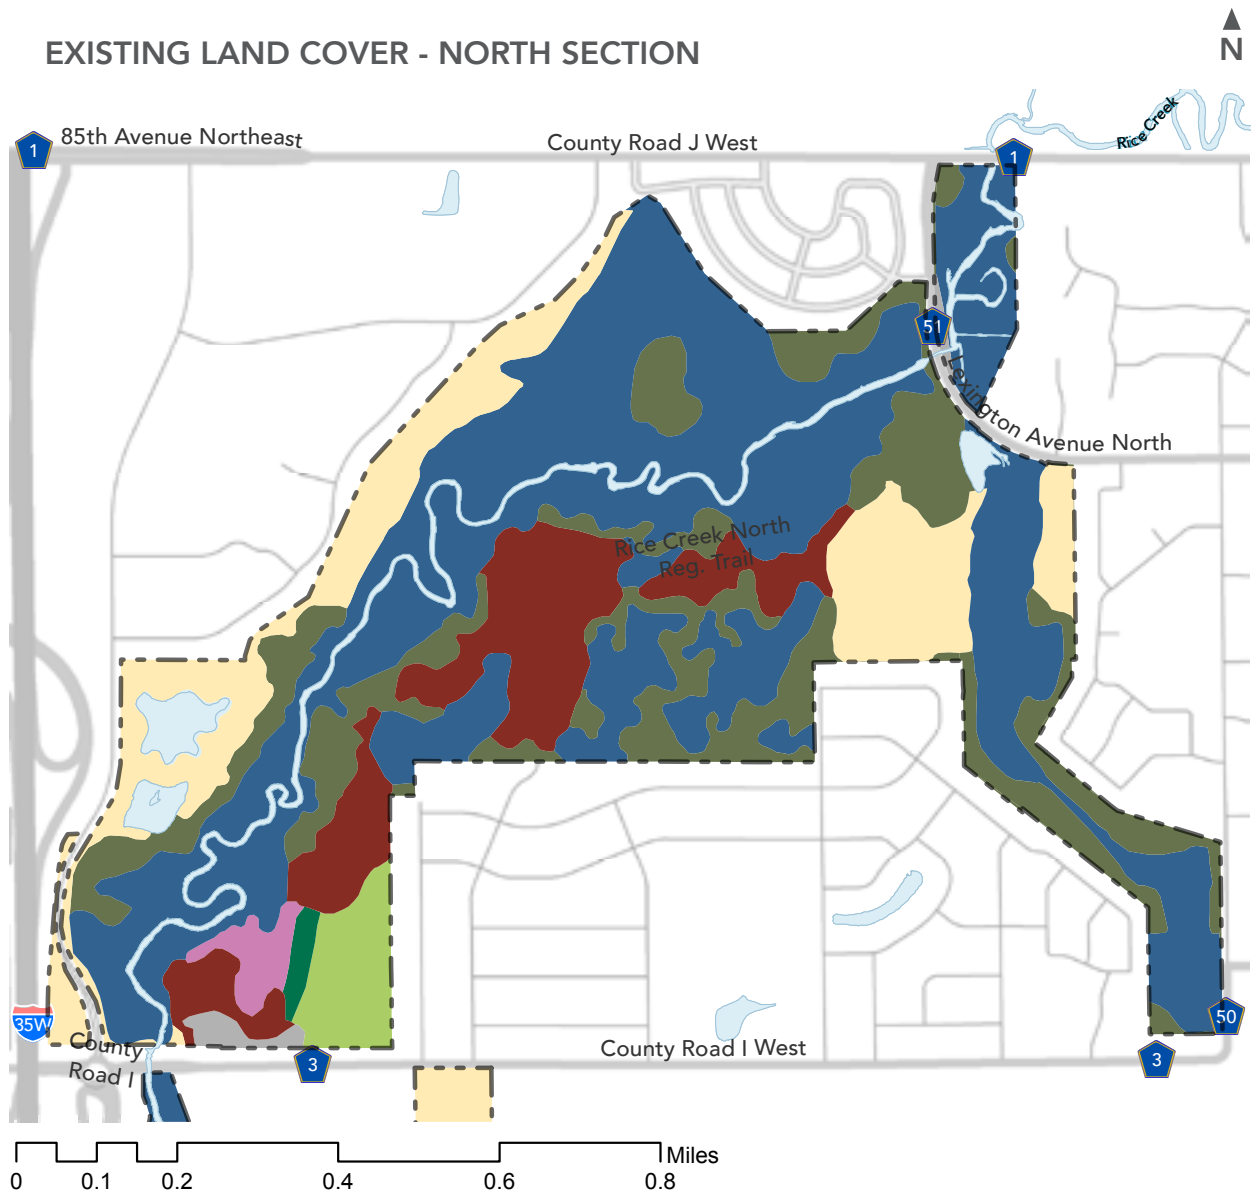 N
EXISTING LAND COVER - NORTH SECTION
Rice Creek
1
85th Avenue Northeast
County Road J West
1
51
Lexington Avenue North
Rice Creek North
Reg. Trail
35W
County
Road I
3
County Road I West
50
3
Miles
0 0.1 0.2 0.4 0.6 0.8